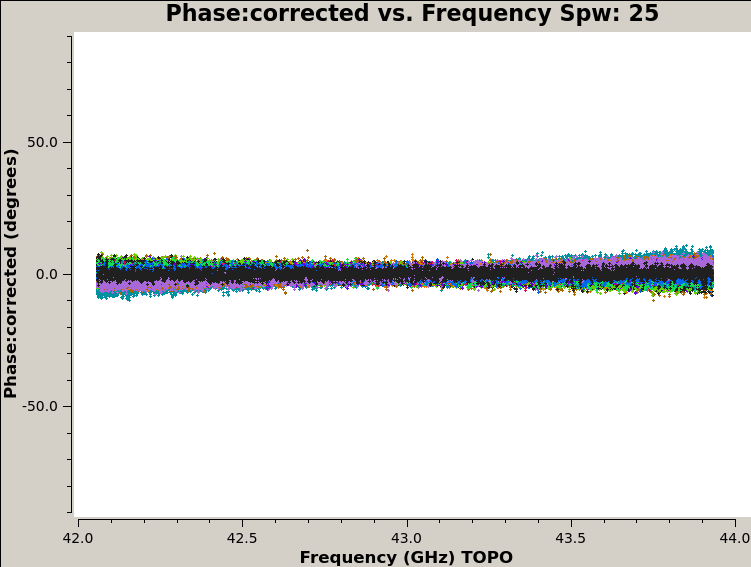 Phase:corrected vs. Frequency Spw: 25
Phase:corrected (degrees)
50.0
0.0
-50.0
42.0 42.5 43.0 43.5 44.0
Frequency (GHz) TOPO